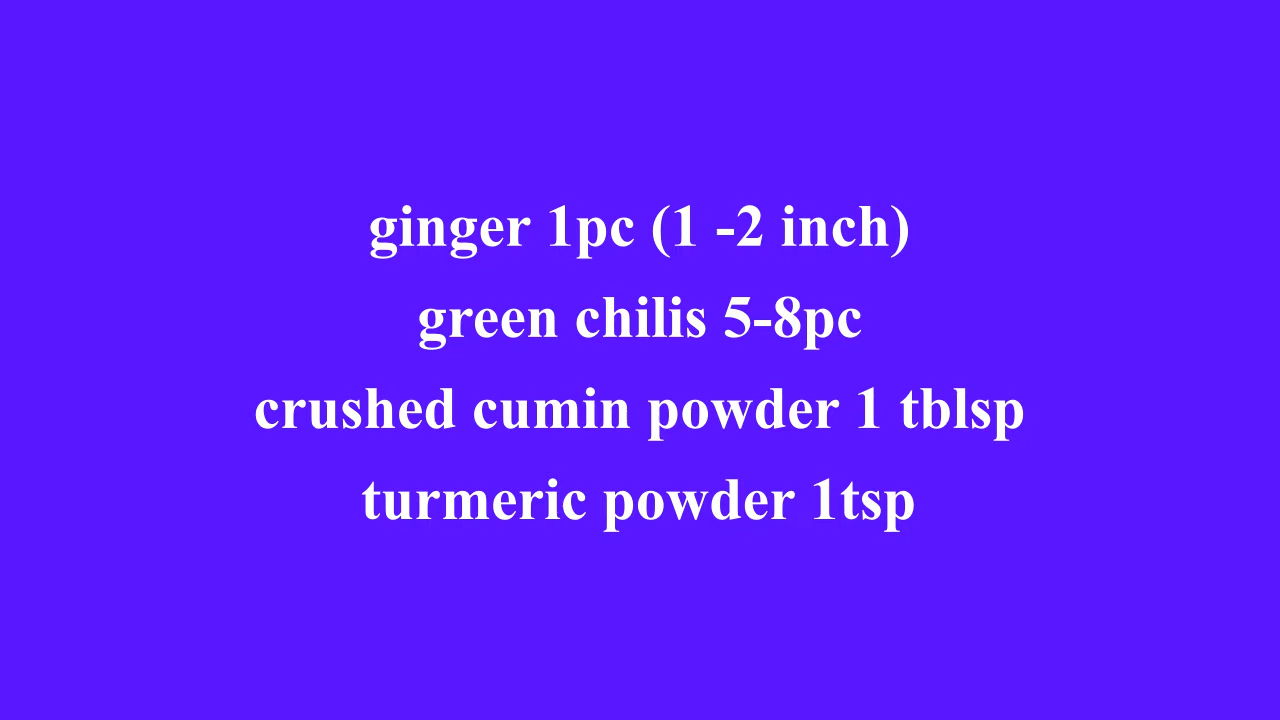 ginger 1pc (1 -2 inch)
green chilis 5-8pc
crushed cumin powder 1 tblsp
turmeric powder 1tsp